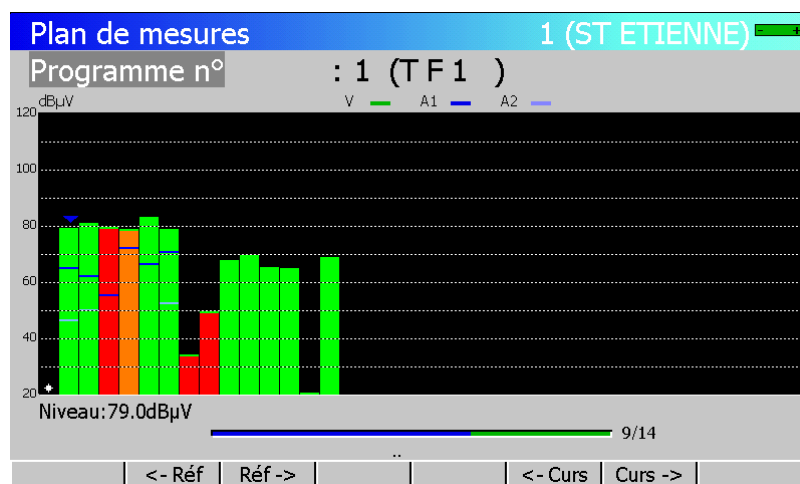 Plan de mesures 1 (ST ETIENNE) - +
Programme n° : 1 (T F 1 )
dBµV V A1 A2
120
100
80
60
40
20
Niveau:79.0dBµV
9/14
..
<- Réf Réf -> <- Curs Curs ->